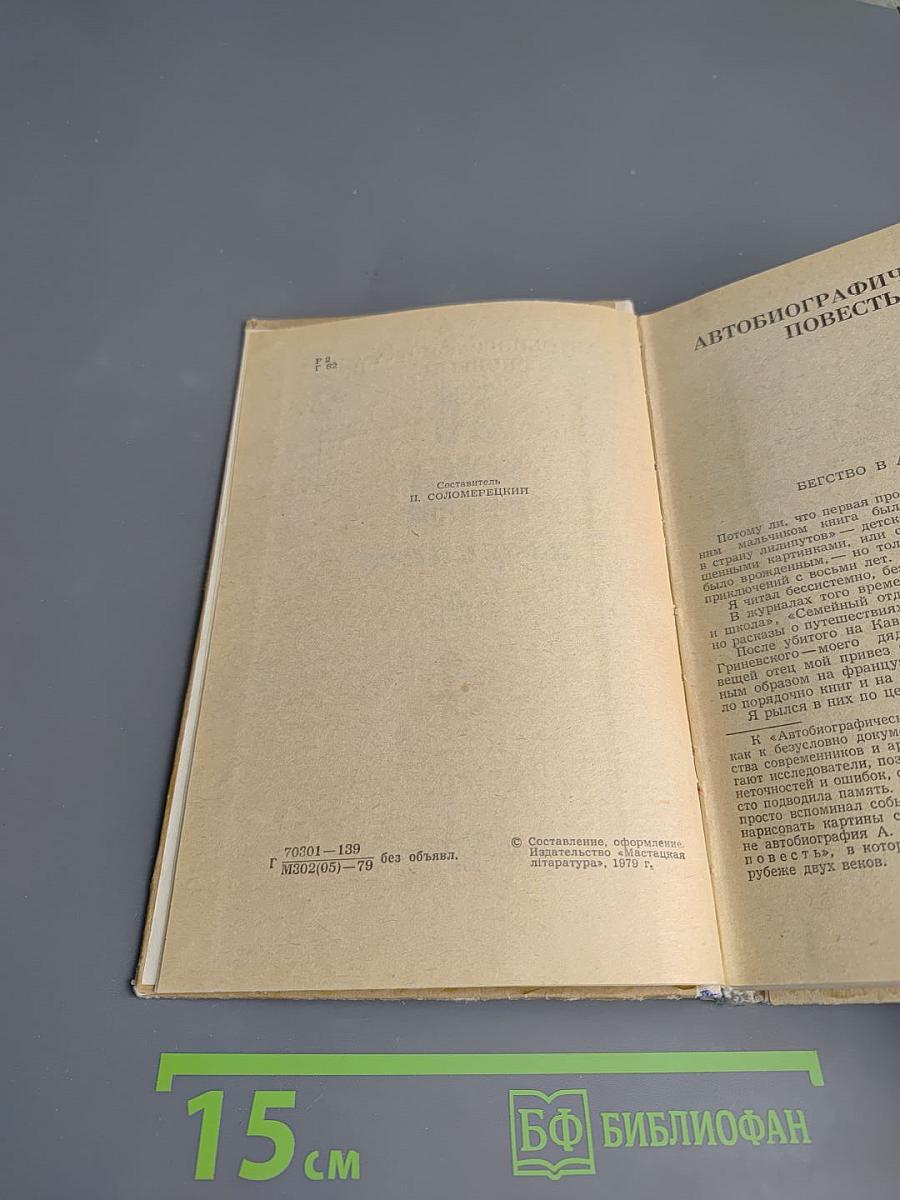 Р 2
Г 82
Составитель
П. СОЛОМЕРЕЦКИЙ
Г 70301—139
М302(05)—79 без объявл.
© Составление, оформление.
Издательство «Мастацкая
літаратура», 1979 г.
АВТОБИОГРАФИЧ
ПОВЕСТЬ
БЕГСТВО В А
Потому ли, что первая про
ним мальчиком книга был
в страну лилипутов» — детск
шенными картинками, или с
было врожденным,— но тол
приключений с восьми лет.
Я читал бессистемно, бе
В журналах того време
и школа», «Семейный отд
но рассказы о путешествиях
После убитого на Кав
Гриневского—моего дяд
вещей отец мой привез
ным образом на францу
ло порядочно книг и на
Я рылся в них по це
К «Автобиографическ
как к безусловно докум
ства современников и ар
гают исследователи, поз
неточностей и ошибок, с
сто подводила память.
просто вспоминал собы
нарисовать картины с
не автобиография А.
повесть», в котор
рубеже двух веков.
15 см
БФ БИБЛИОФАН